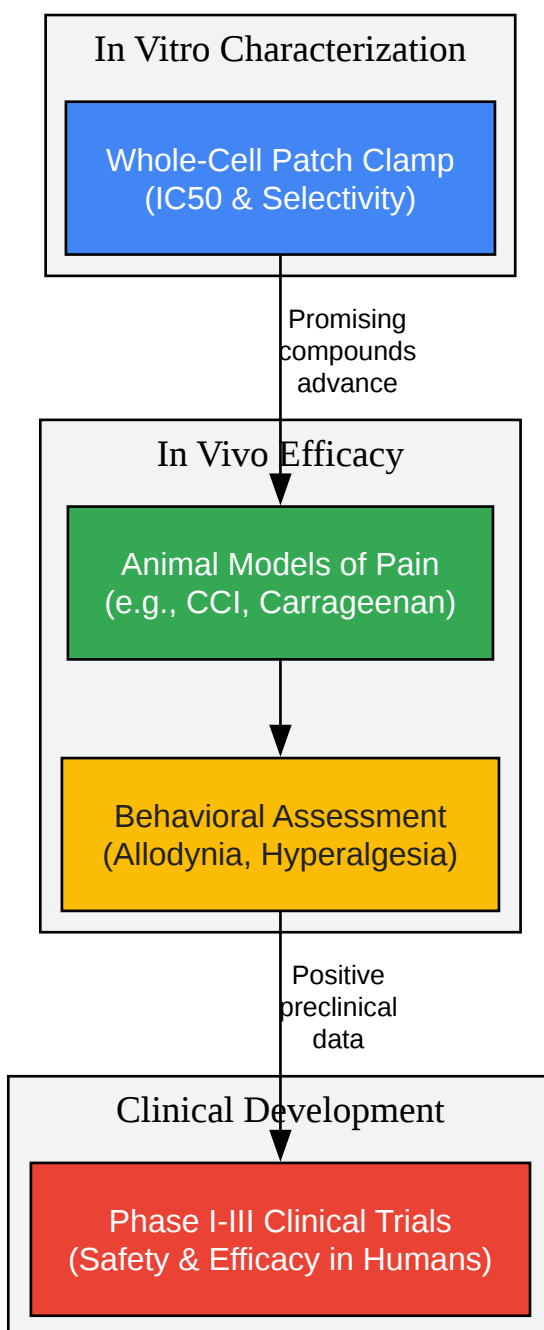 In Vitro Characterization
Whole-Cell Patch Clamp
(IC50 & Selectivity)
Promising
compounds
advance
In Vivo Efficacy
Animal Models of Pain
(e.g., CCI, Carrageenan)
Behavioral Assessment
(Allodynia, Hyperalgesia)
Positive
preclinical
data
Clinical Development
Phase I-III Clinical Trials
(Safety & Efficacy in Humans)